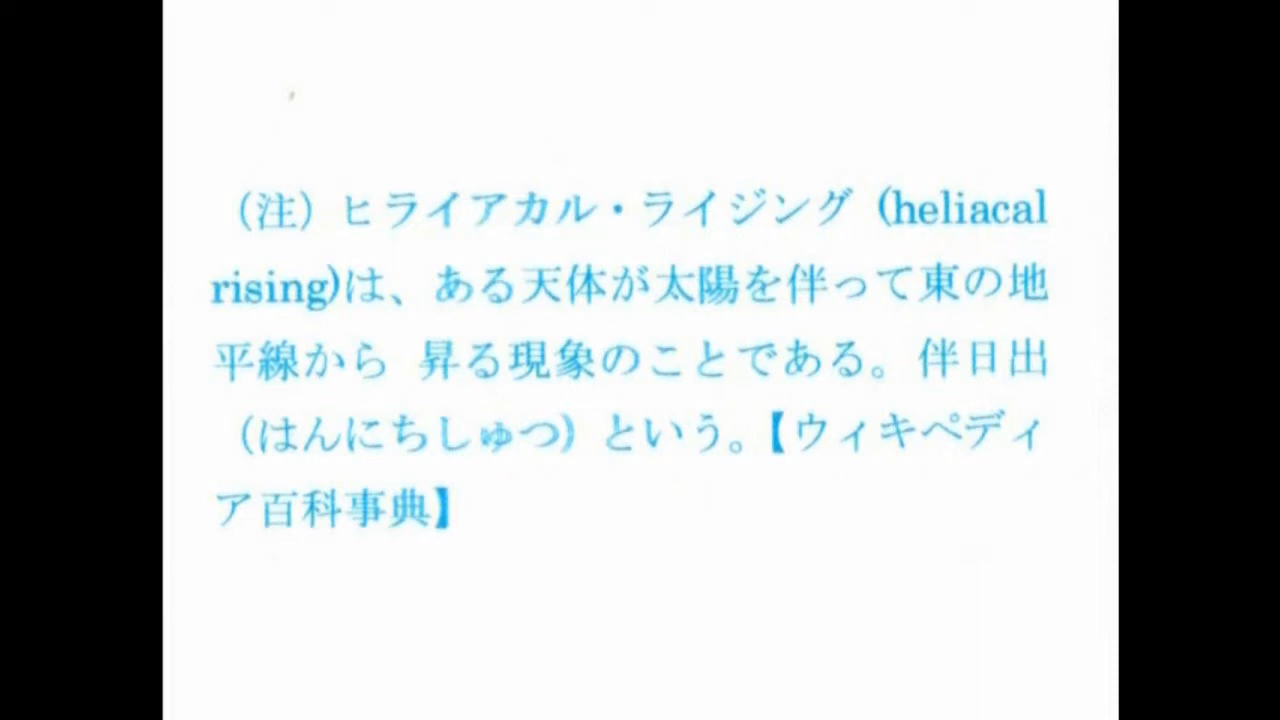 （注）ヒライアカル・ライジング (heliacal
rising)は、ある天体が太陽を伴って東の地
平線から 昇る現象のことである。伴日出
（はんにちしゅつ）という。【ウィキペディ
ア百科事典】